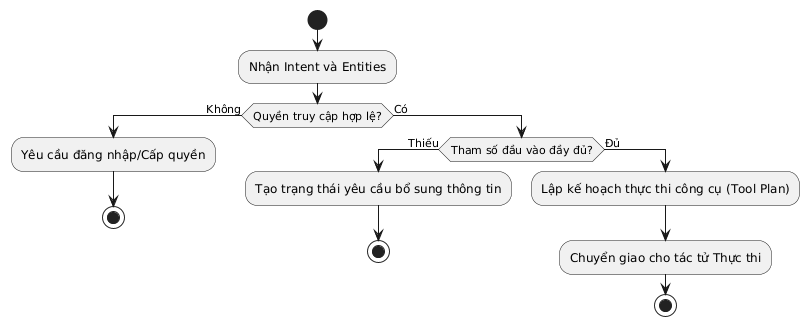 Nhận Intent và Entities
Không
Quyền truy cập hợp lệ?
Có
Yêu cầu đăng nhập/Cấp quyền
Thiếu
Tham số đầu vào đầy đủ?
Đủ
Tạo trạng thái yêu cầu bổ sung thông tin
Lập kế hoạch thực thi công cụ (Tool Plan)
Chuyển giao cho tác tử Thực thi